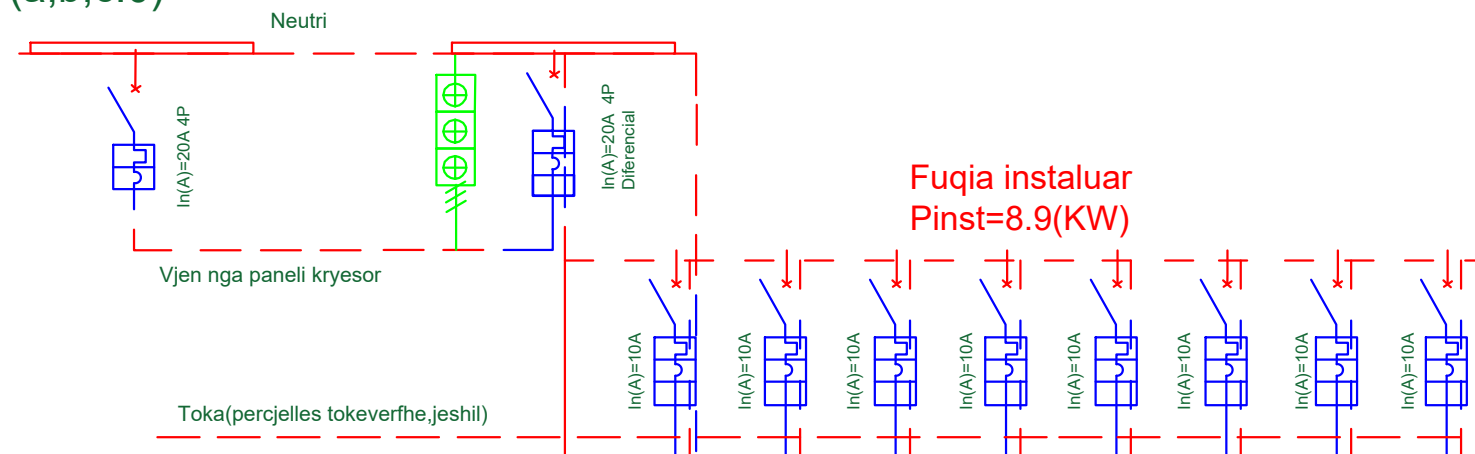 Neutri
In(A)=20A 4P
In(A)=20A 4P
Diferencial
Fuqia instaluar
Pinst=8.9(KW)
Vjen nga paneli kryesor
In(A)=10A
In(A)=10A
In(A)=10A
In(A)=10A
In(A)=10A
In(A)=10A
In(A)=10A
In(A)=10A
Toka(percjelles tokeverfhe,jeshil)